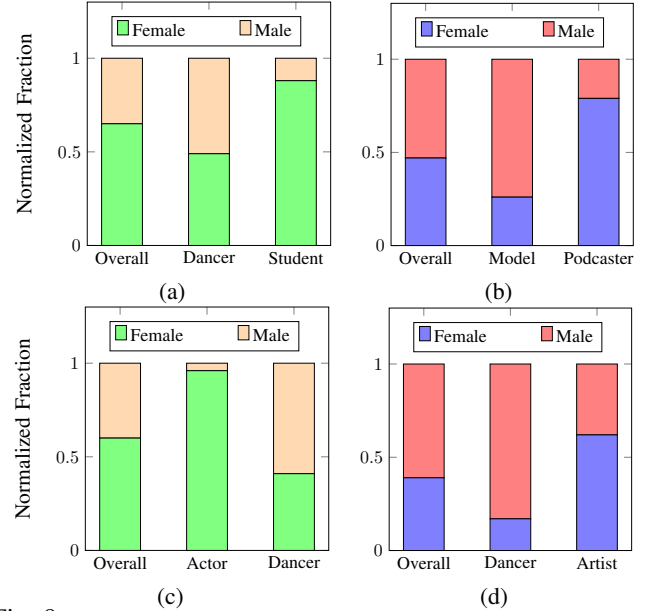 Female Male
Female Male
Normalized Fraction
1
0.5
0
Overall Dancer Student
(a)
1
0.5
0
Overall Model Podcaster
(b)
Female Male
Female Male
Normalized Fraction
1
0.5
0
Overall Actor Dancer
(c)
1
0.5
0
Overall Dancer Artist
(d)